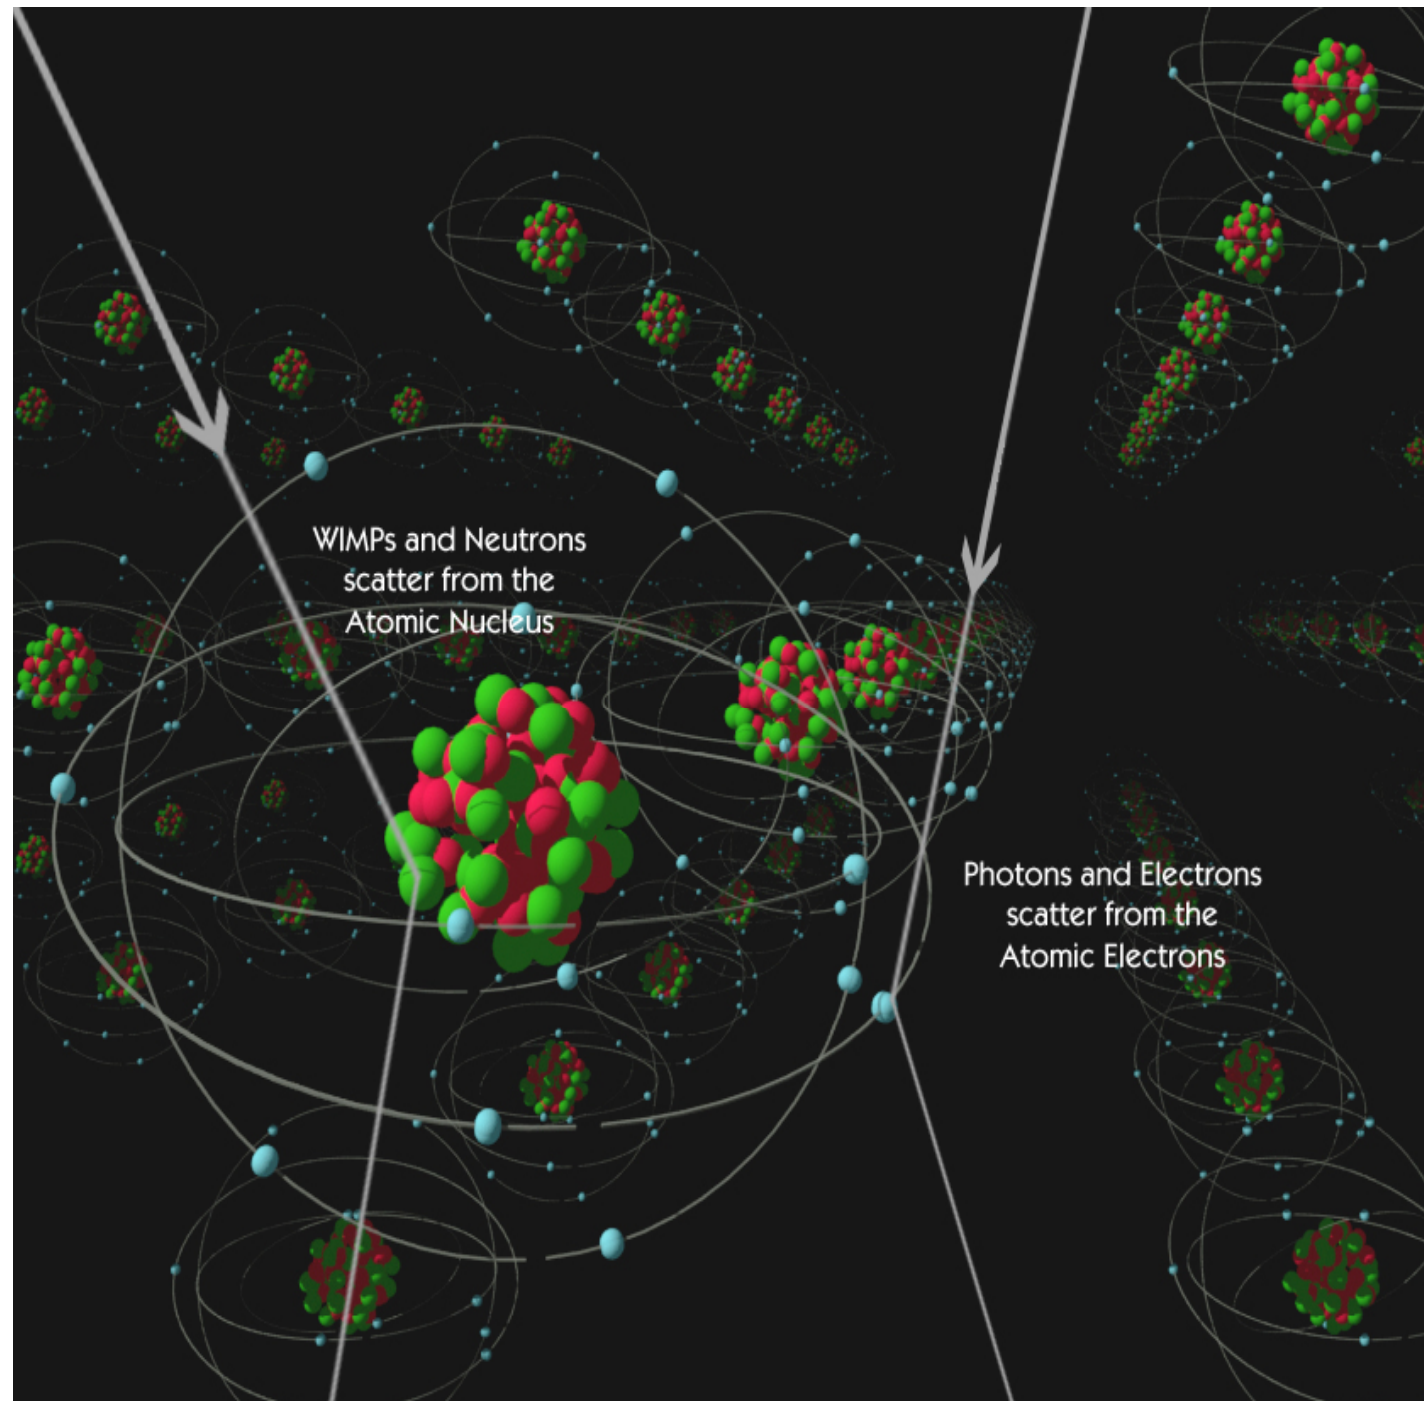 WIMPs and Neutrons
scatter from the
Atomic Nucleus
Photons and Electrons
scatter from the
Atomic Electrons